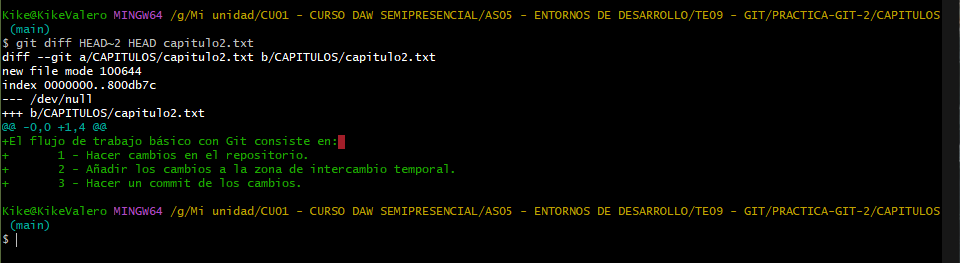 Kike@KikeValero MINGW64 /g/Mi unidad/CU01 - CURSO DAW SEMIPRESENCIAL/AS05 - ENTORNOS DE DESARROLLO/TE09 - GIT/PRACTICA-GIT-2/CAPITULOS
(main)
$ git diff HEAD~2 HEAD capitulo2.txt
diff --git a/CAPITULOS/capitulo2.txt b/CAPITULOS/capitulo2.txt
new file mode 100644
index 0000000..800db7c
--- /dev/null
+++ b/CAPITULOS/capitulo2.txt
@@ -0,0 +1,4 @@
+El flujo de trabajo básico con Git consiste en:
+       1 - Hacer cambios en el repositorio.
+       2 - Añadir los cambios a la zona de intercambio temporal.
+       3 - Hacer un commit de los cambios.
Kike@KikeValero MINGW64 /g/Mi unidad/CU01 - CURSO DAW SEMIPRESENCIAL/AS05 - ENTORNOS DE DESARROLLO/TE09 - GIT/PRACTICA-GIT-2/CAPITULOS
(main)
$